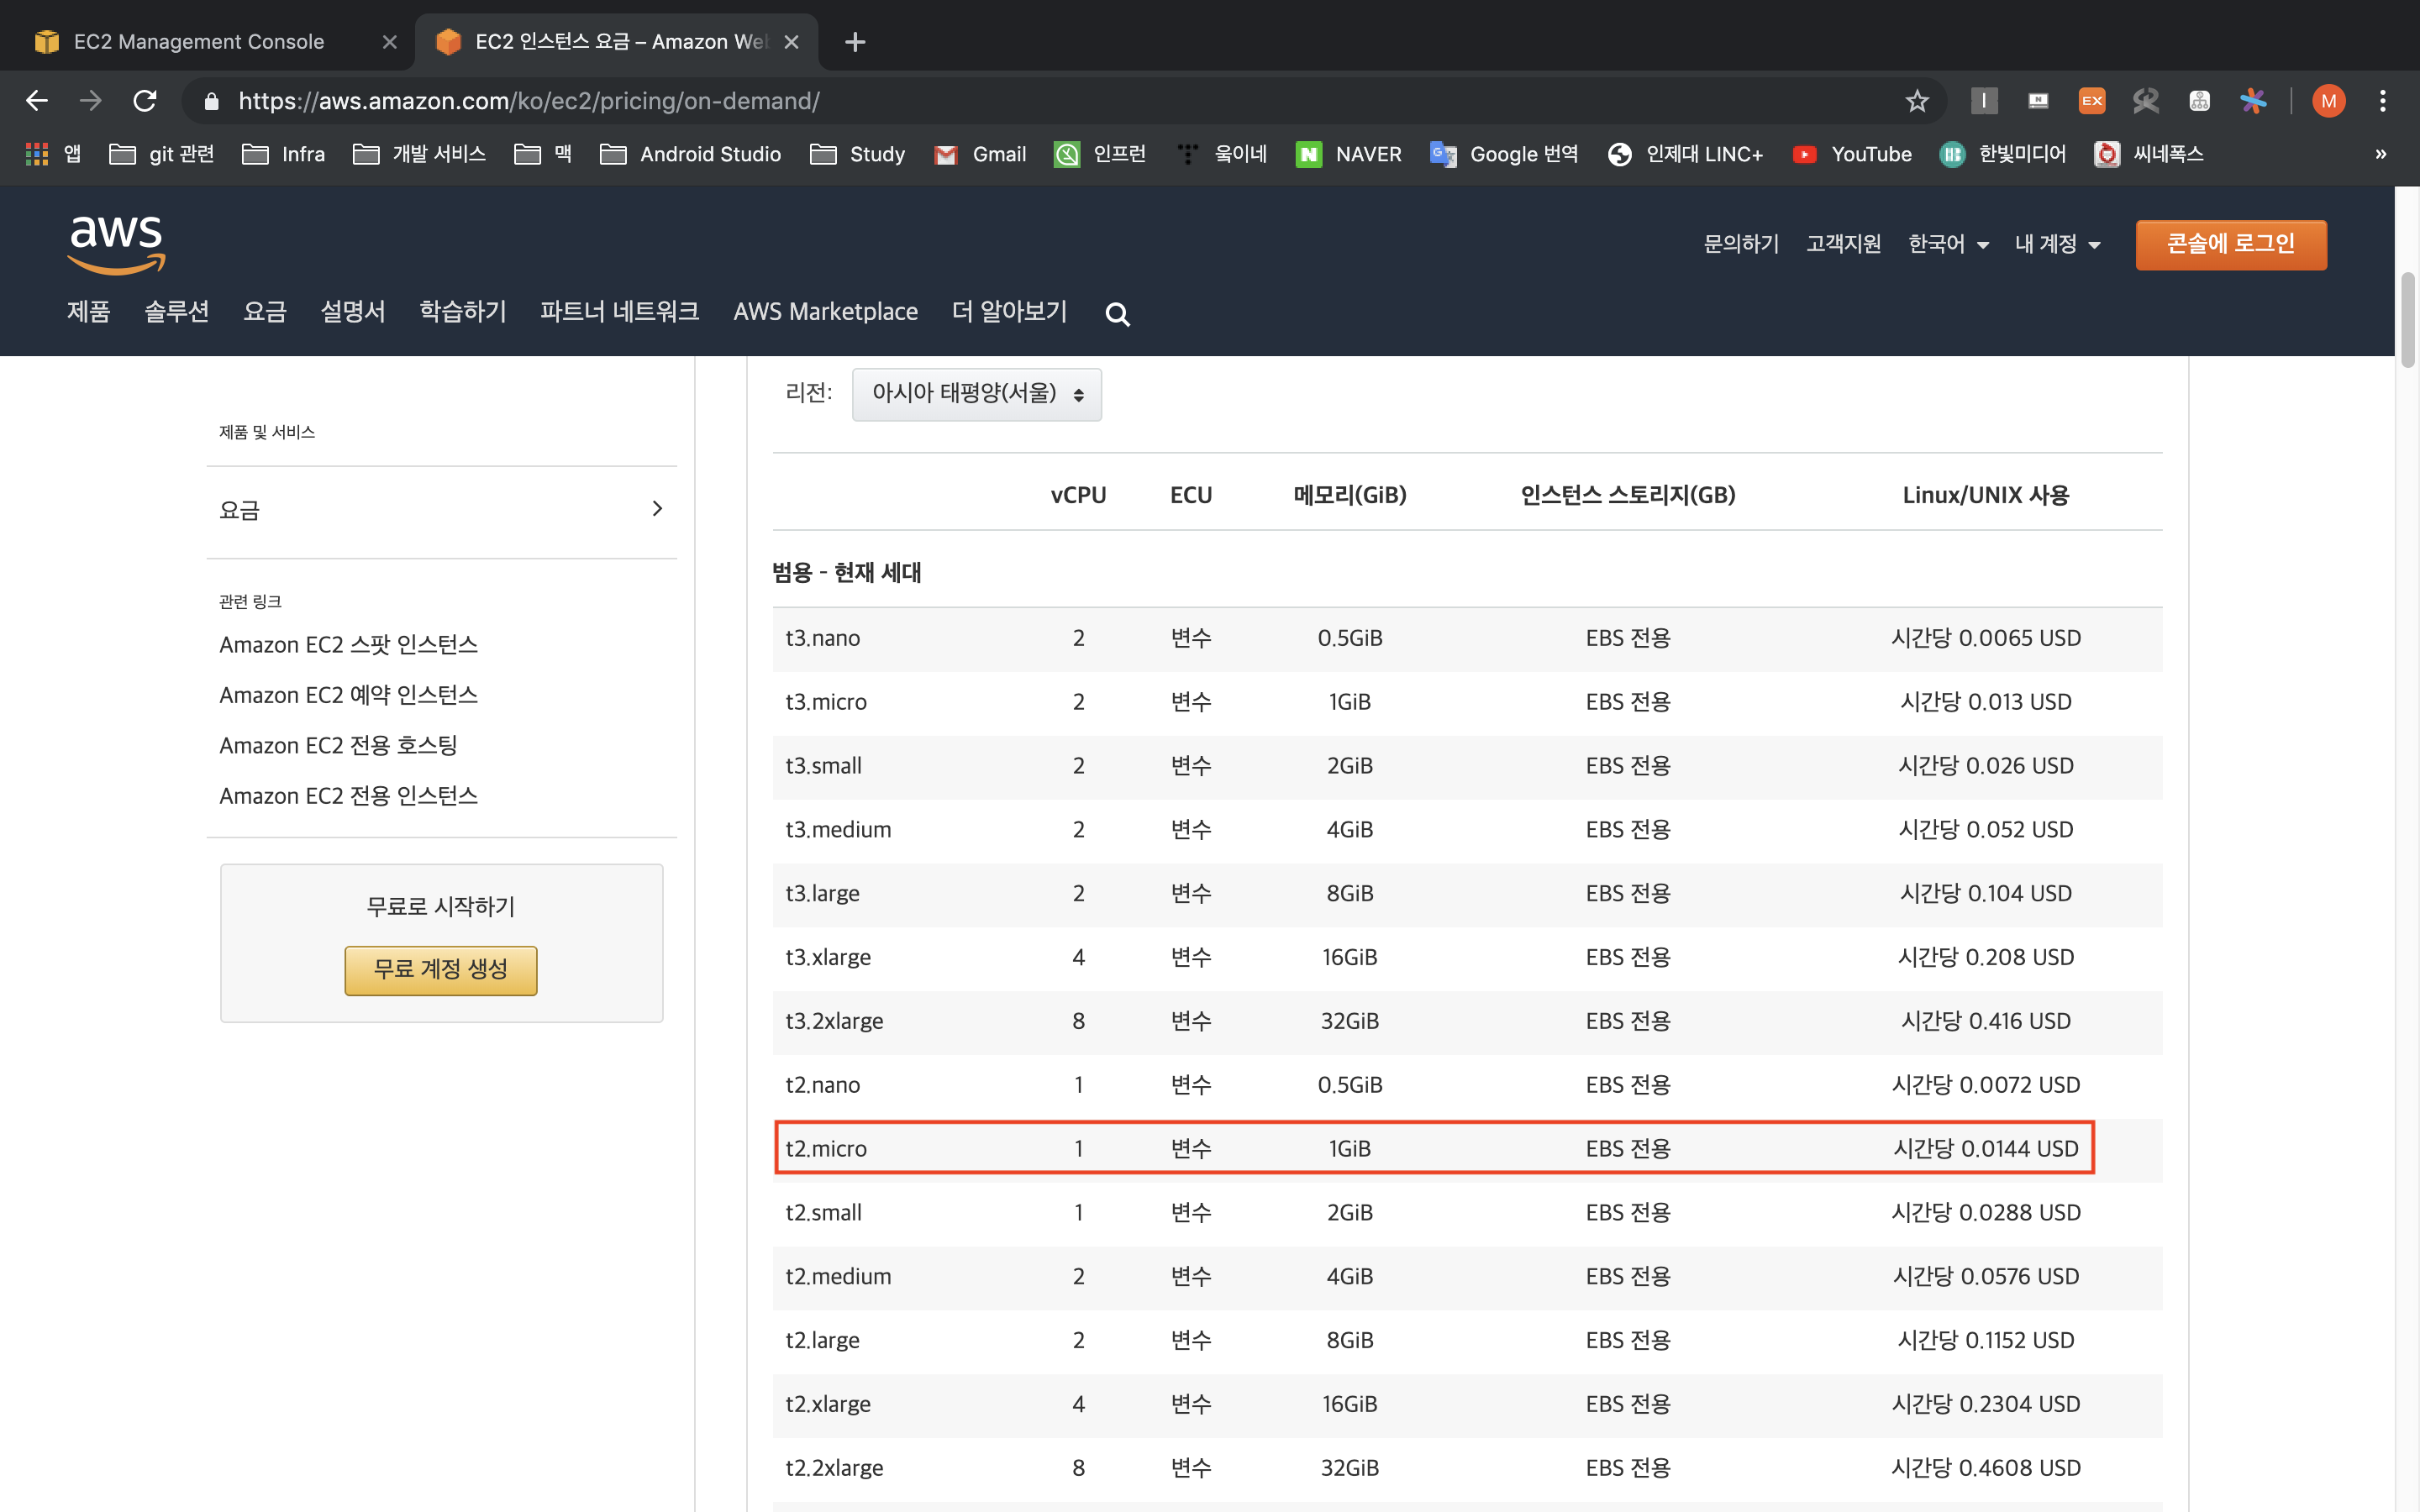 EC2 Management Console
EC2 인스턴스 요금 – Amazon Web
https://aws.amazon.com/ko/ec2/pricing/on-demand/
M
앱 git 관련 Infra 개발 서비스 맥 Android Studio Study Gmail 인프런 욱이네 NAVER Google 번역 인제대 LINC+ YouTube 한빛미디어 씨네폭스 »
aws
문의하기 고객지원 한국어 내 계정 콘솔에 로그인
제품 솔루션 요금 설명서 학습하기 파트너 네트워크 AWS Marketplace 더 알아보기
제품 및 서비스
요금
관련 링크
Amazon EC2 스팟 인스턴스
Amazon EC2 예약 인스턴스
Amazon EC2 전용 호스팅
Amazon EC2 전용 인스턴스
무료로 시작하기
무료 계정 생성
리전: 아시아 태평양(서울)
vCPU ECU 메모리(GiB) 인스턴스 스토리지(GB) Linux/UNIX 사용
범용 - 현재 세대
t3.nano 2 변수 0.5GiB EBS 전용 시간당 0.0065 USD
t3.micro 2 변수 1GiB EBS 전용 시간당 0.013 USD
t3.small 2 변수 2GiB EBS 전용 시간당 0.026 USD
t3.medium 2 변수 4GiB EBS 전용 시간당 0.052 USD
t3.large 2 변수 8GiB EBS 전용 시간당 0.104 USD
t3.xlarge 4 변수 16GiB EBS 전용 시간당 0.208 USD
t3.2xlarge 8 변수 32GiB EBS 전용 시간당 0.416 USD
t2.nano 1 변수 0.5GiB EBS 전용 시간당 0.0072 USD
t2.micro 1 변수 1GiB EBS 전용 시간당 0.0144 USD
t2.small 1 변수 2GiB EBS 전용 시간당 0.0288 USD
t2.medium 2 변수 4GiB EBS 전용 시간당 0.0576 USD
t2.large 2 변수 8GiB EBS 전용 시간당 0.1152 USD
t2.xlarge 4 변수 16GiB EBS 전용 시간당 0.2304 USD
t2.2xlarge 8 변수 32GiB EBS 전용 시간당 0.4608 USD